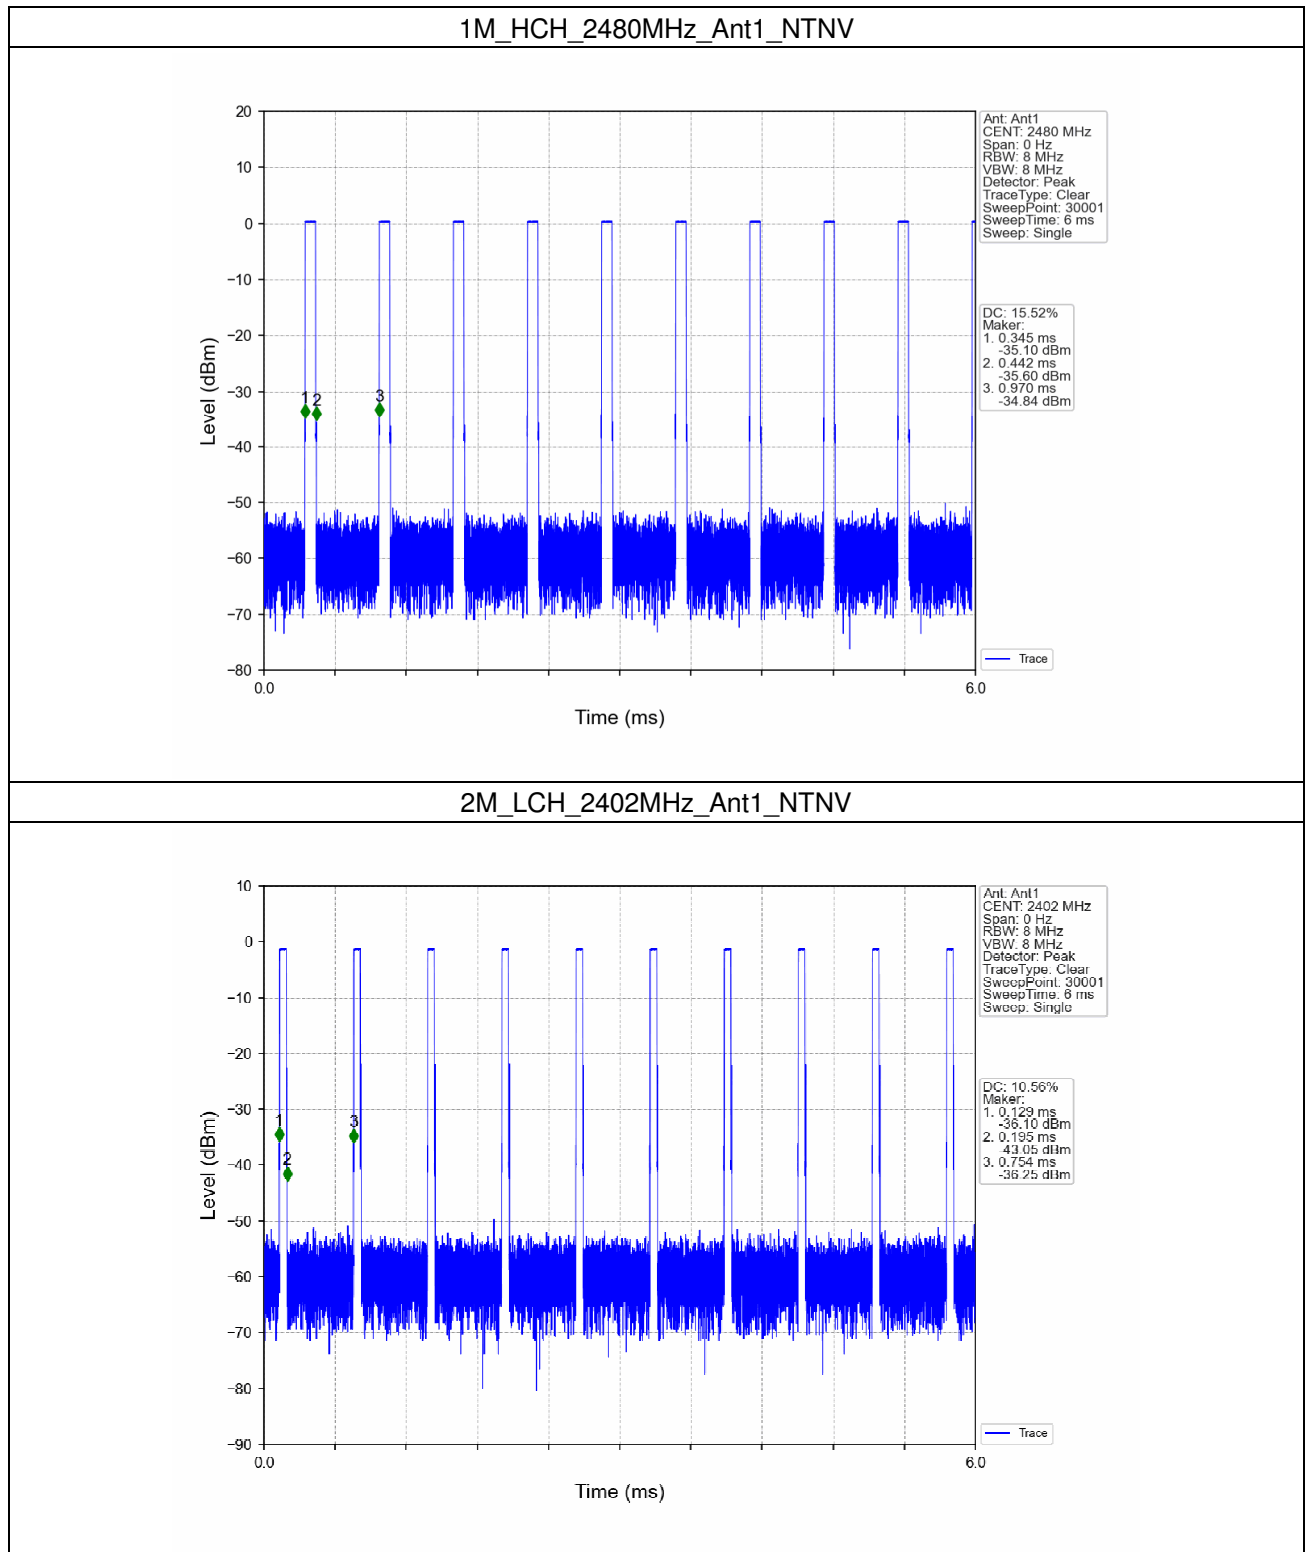 1M_HCH_2480MHz_Ant1_NTNV
20
10
0
−10
−20
−30
−40
−50
−60
−70
−80
Level (dBm)
1
2
3
0.0
6.0
Time (ms)
Ant: Ant1
CENT: 2480 MHz
Span: 0 Hz
RBW: 8 MHz
VBW: 8 MHz
Detector: Peak
TraceType: Clear
SweepPoint: 30001
SweepTime: 6 ms
Sweep: Single
DC: 15.52%
Maker:
1. 0.345 ms
-35.10 dBm
2. 0.442 ms
-35.60 dBm
3. 0.970 ms
-34.84 dBm
Trace
2M_LCH_2402MHz_Ant1_NTNV
10
0
−10
−20
−30
−40
−50
−60
−70
−80
−90
Level (dBm)
1
2
3
0.0
6.0
Time (ms)
Ant: Ant1
CENT: 2402 MHz
Span: 0 Hz
RBW: 8 MHz
VBW: 8 MHz
Detector: Peak
TraceType: Clear
SweepPoint: 30001
SweepTime: 6 ms
Sweep: Single
DC: 10.56%
Maker:
1. 0.129 ms
-36.10 dBm
2. 0.195 ms
43.05 dBm
3. 0.754 ms
-36.25 dBm
Trace